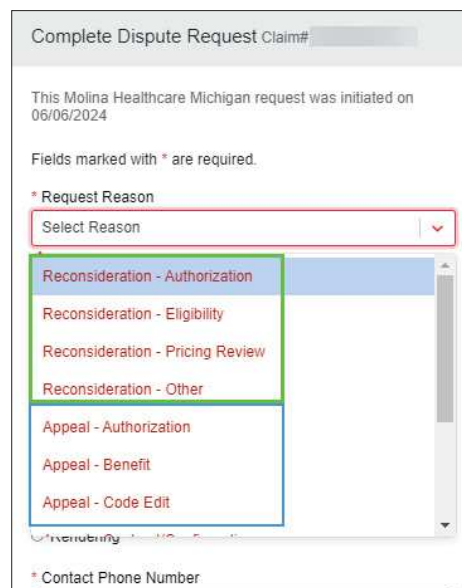 Complete Dispute Request Claim#
This Molina Healthcare Michigan request was initiated on
06/06/2024
Fields marked with * are required.
* Request Reason
Select Reason
Reconsideration - Authorization
Reconsideration - Eligibility
Reconsideration - Pricing Review
Reconsideration - Other
Appeal - Authorization
Appeal - Benefit
Appeal - Code Edit
Rendering
* Contact Phone Number